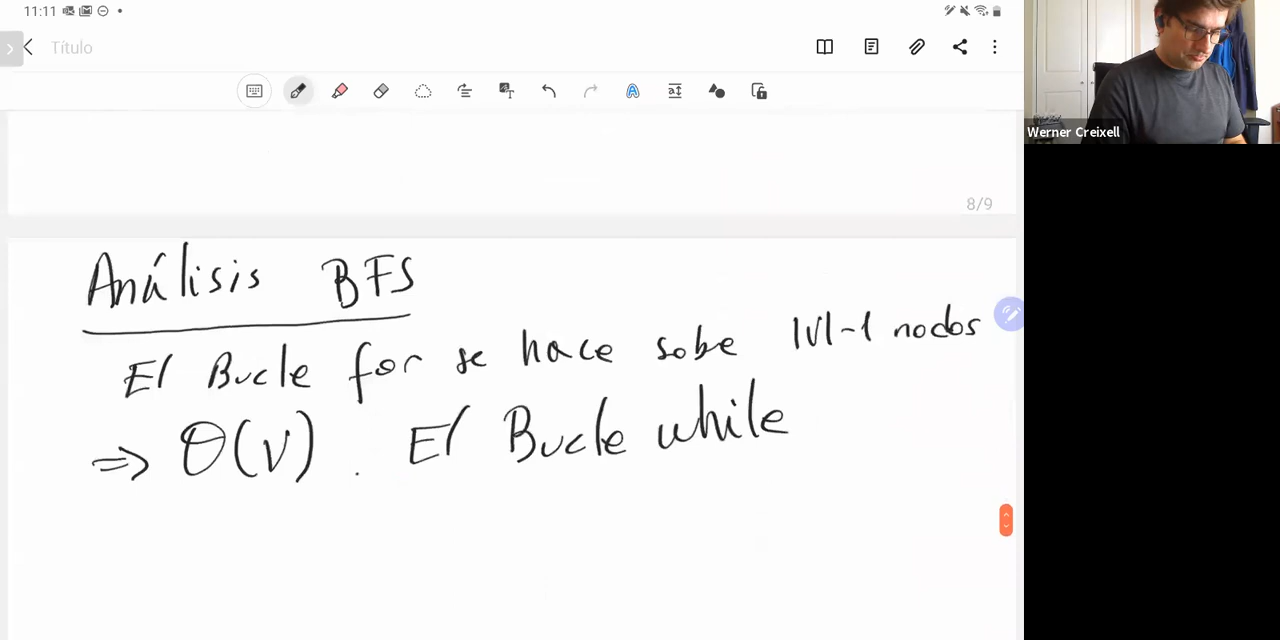 11:11
Título
Werner Creixell
8/9
Análisis BFS
El Bucle for se hace sobe |V|-1 nodos
⇒ O(V). El Bucle while